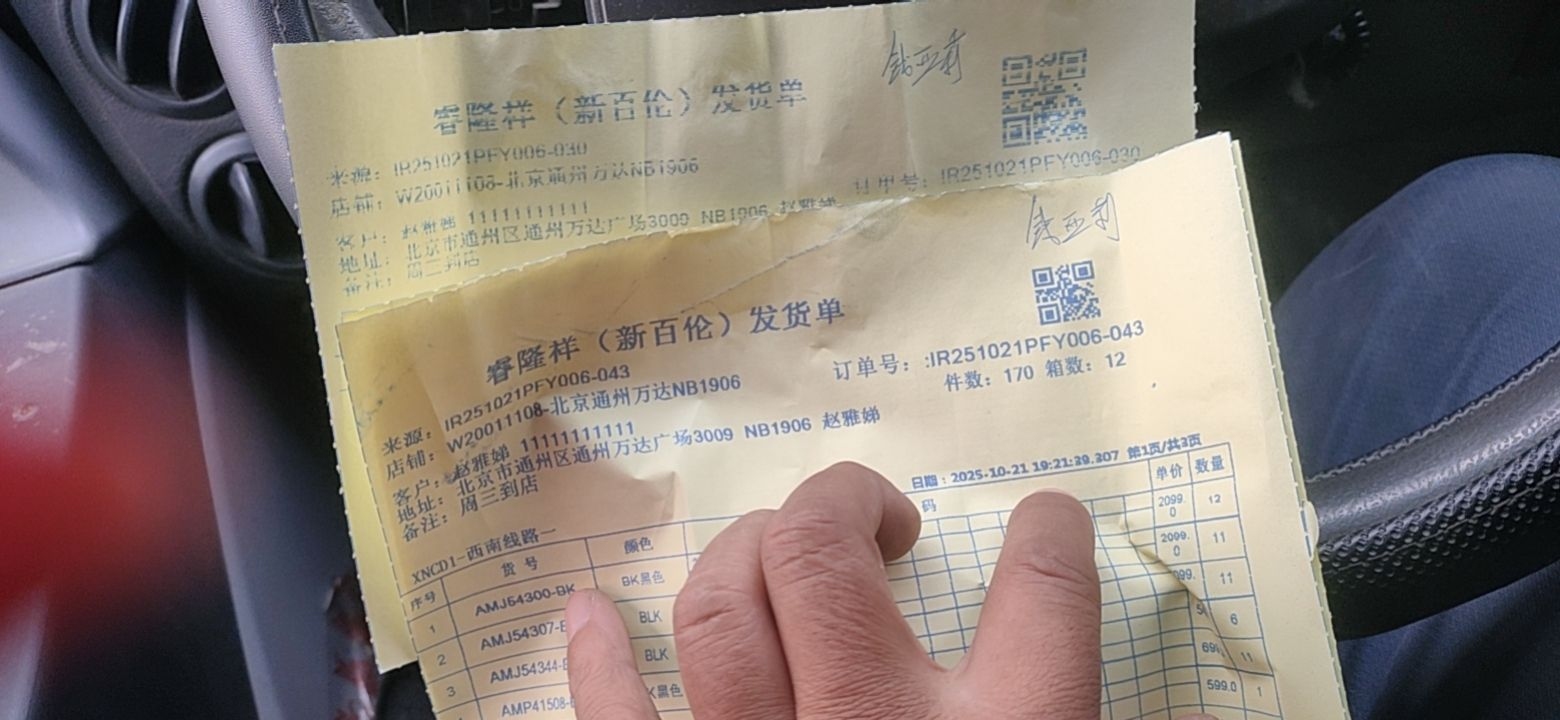 睿隆祥（新百伦）发货单
来源：IR251021PFY006-030
店铺：W20011108-北京通州万达NB1906
订单号：IR251021PFY006-030
客户：赵雅娣 11111111111
地址：北京市通州区通州万达广场3009 NB1906 赵雅娣
备注：周三到店
睿隆祥（新百伦）发货单
来源：IR251021PFY006-043
订单号：:IR251021PFY006-043
店铺：W20011108-北京通州万达NB1906
件数：170 箱数：12
客户：赵雅娣 11111111111
地址：北京市通州区通州万达广场3009 NB1906 赵雅娣
备注：周三到店
日期：2025-10-21 19:21:39.307 第1页/共3页
XNCD1-西南线路一
序号 货号 颜色 码 单价 数量
1 AMJ54300-BK BK黑色 2099.0 12
2 AMJ54307- BLK 2099.0 11
3 AMJ54344- BLK 099. 11
AMP41508- K黑色 6
11
599.0 1